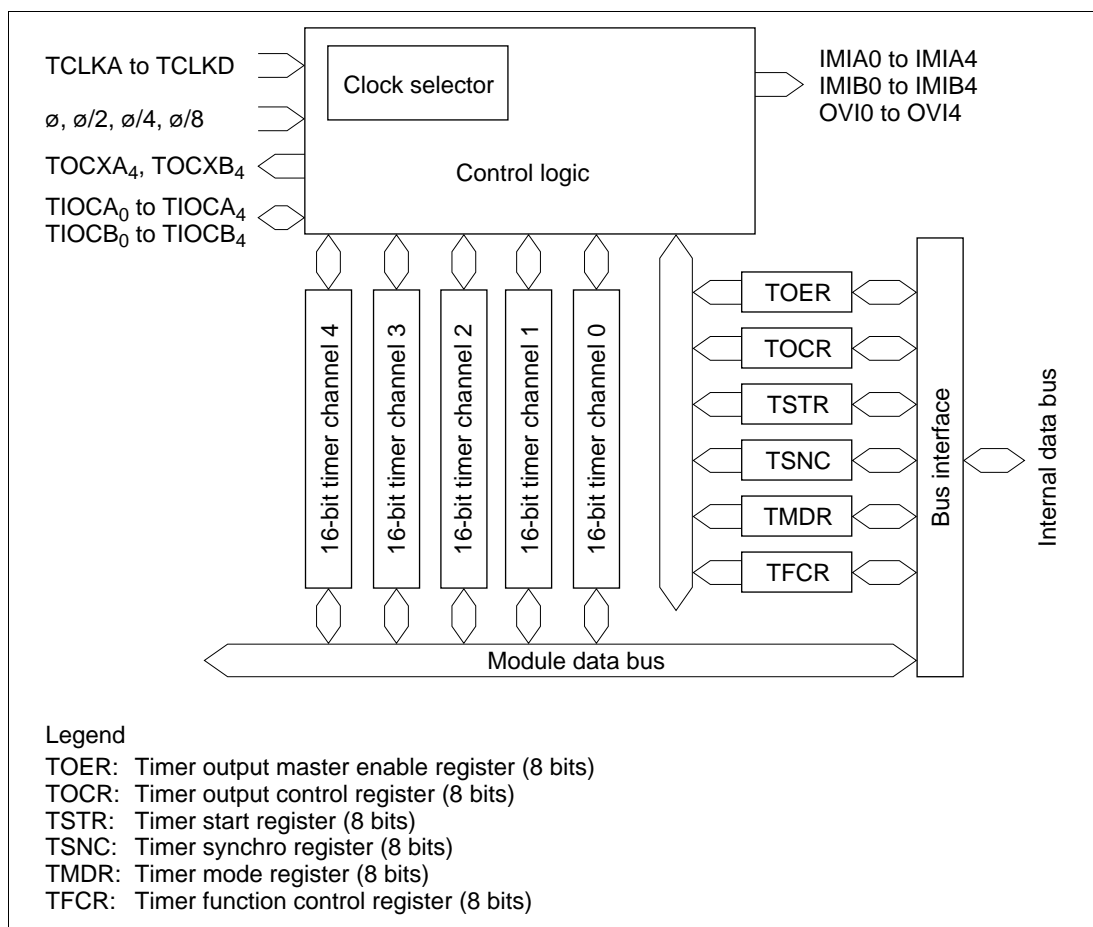 TCLKA to TCLKD
ø, ø/2, ø/4, ø/8
TOCXA4, TOCXB4
TIOCA0 to TIOCA4
TIOCB0 to TIOCB4
Clock selector
Control logic
IMIA0 to IMIA4
IMIB0 to IMIB4
OVI0 to OVI4
16-bit timer channel 4
16-bit timer channel 3
16-bit timer channel 2
16-bit timer channel 1
16-bit timer channel 0
TOER
TOCR
TSTR
TSNC
TMDR
TFCR
Bus interface
Internal data bus
Module data bus
Legend
TOER: Timer output master enable register (8 bits)
TOCR: Timer output control register (8 bits)
TSTR: Timer start register (8 bits)
TSNC: Timer synchro register (8 bits)
TMDR: Timer mode register (8 bits)
TFCR: Timer function control register (8 bits)